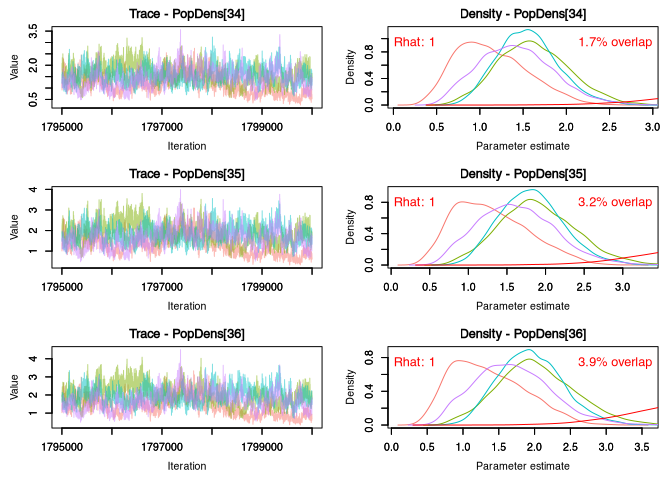 Trace - PopDens[34]
Value
0.5 2.0 3.5
1795000 1797000 1799000
Iteration
Density - PopDens[34]
Rhat: 1 1.7% overlap
Density
0.0 0.4 0.8
0.0 0.5 1.0 1.5 2.0 2.5 3.0
Parameter estimate
Trace - PopDens[35]
Value
1 2 3 4
1795000 1797000 1799000
Iteration
Density - PopDens[35]
Rhat: 1 3.2% overlap
Density
0.0 0.4 0.8
0.0 0.5 1.0 1.5 2.0 2.5 3.0
Parameter estimate
Trace - PopDens[36]
Value
1 2 3 4
1795000 1797000 1799000
Iteration
Density - PopDens[36]
Rhat: 1 3.9% overlap
Density
0.0 0.4 0.8
0.0 0.5 1.0 1.5 2.0 2.5 3.0 3.5
Parameter estimate